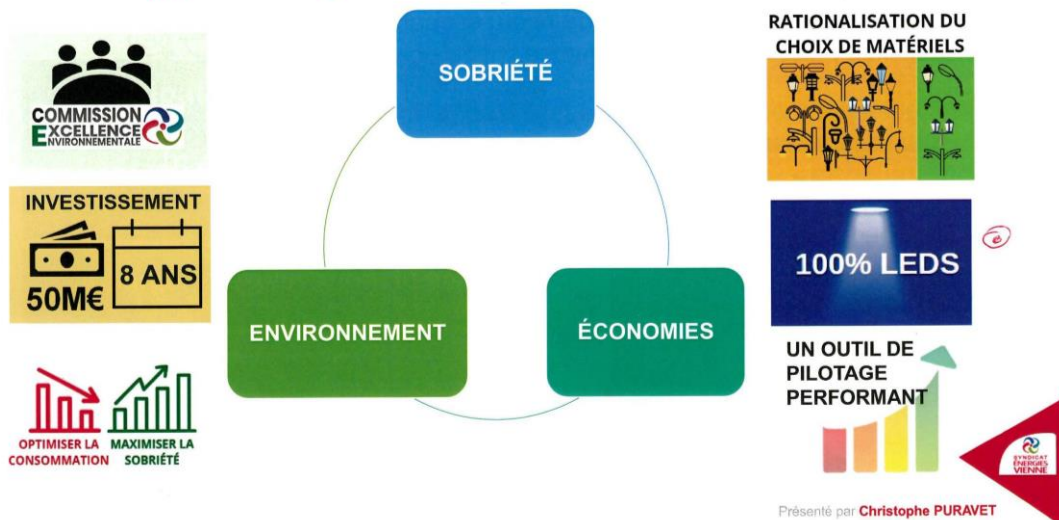 COMMISSION
EXCELLENCE
ENVIRONNEMENTALE
INVESTISSEMENT
50M€
8 ANS
OPTIMISER LA
CONSOMMATION
MAXIMISER LA
SOBRIÉTÉ
SOBRIÉTÉ
ENVIRONNEMENT
ÉCONOMIES
RATIONALISATION DU
CHOIX DE MATÉRIELS
100% LEDS
UN OUTIL DE
PILOTAGE
PERFORMANT
SYNDICAT
ÉNERGIES
VIENNE
Présenté par Christophe PURAVET